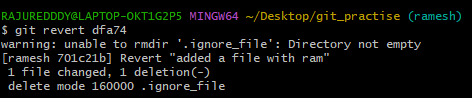 RAJUREDDDY@LAPTOP-OKT1G2P5 MINGW64 ~/Desktop/git_practise (ramesh)
$ git revert dfa74
warning: unable to rmdir '.ignore_file': Directory not empty
[ramesh 701c21b] Revert "added a file with ram"
 1 file changed, 1 deletion(-)
 delete mode 160000 .ignore_file